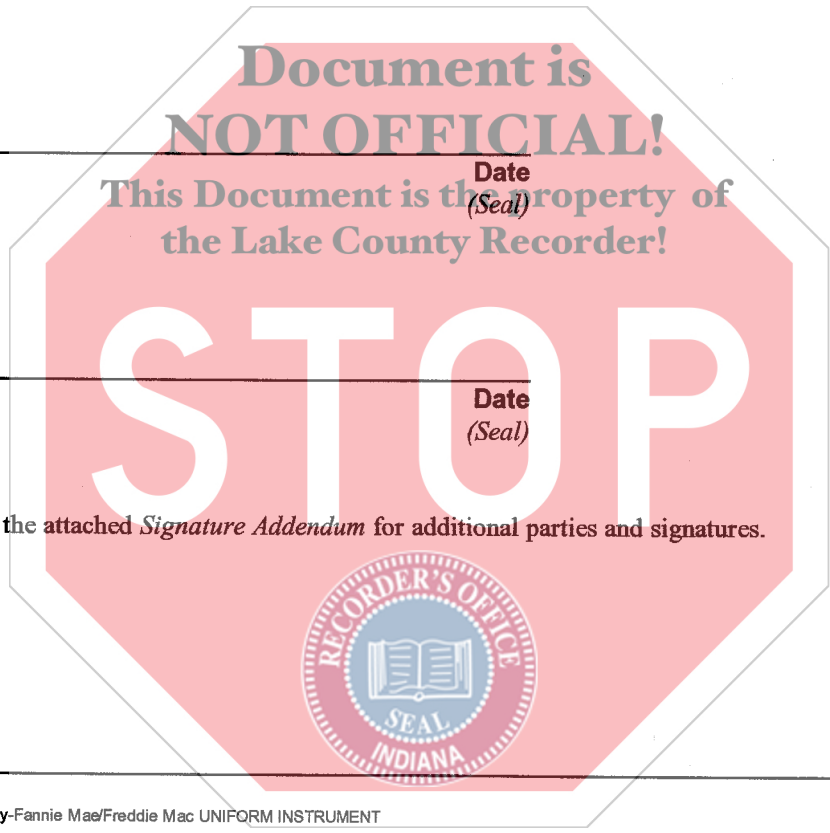 Document is
NOT OFFICIAL!
Date
This Document is the property of
(Seal)
the Lake County Recorder!
STOP
Date
(Seal)
the attached Signature Addendum for additional parties and signatures.
RECORDER'S OFFICE
SEAL
INDIANA
y-Fannie Mae/Freddie Mac UNIFORM INSTRUMENT